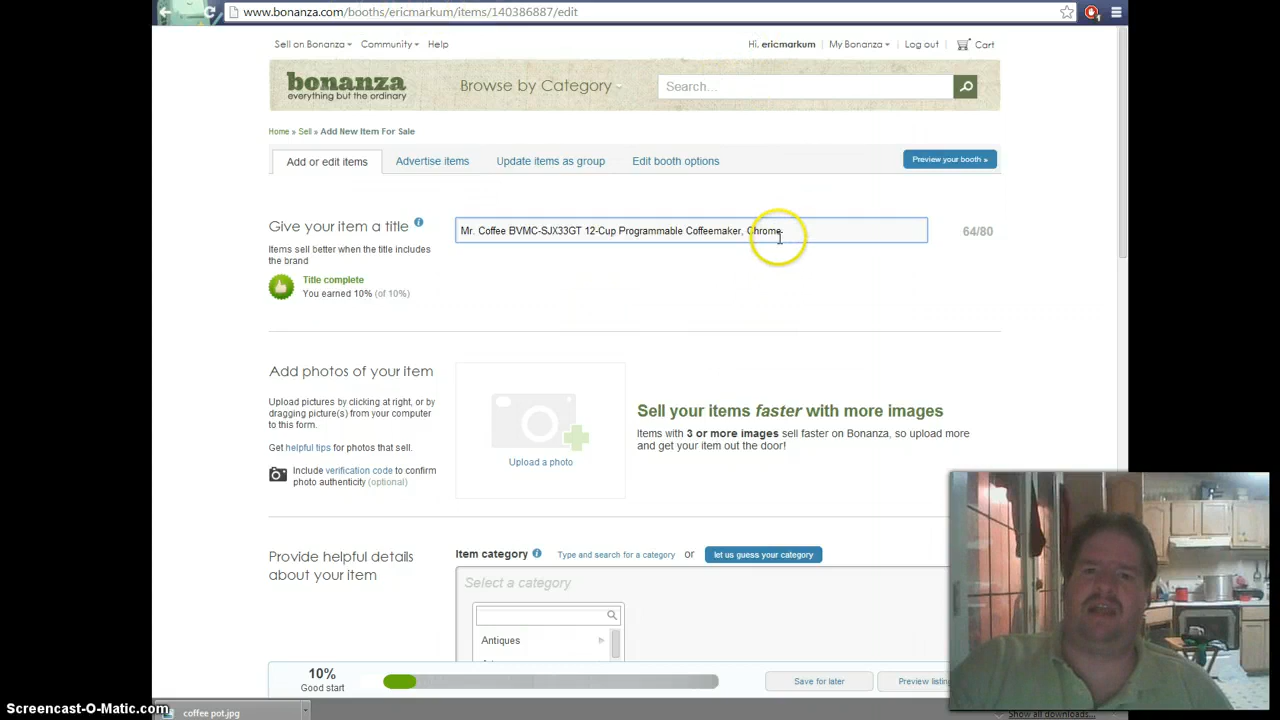 www.bonanza.com/booths/ericmarkum/items/140386887/edit
Sell on Bonanza Community Help
Hi, ericmarkum My Bonanza Log out Cart
bonanza
everything but the ordinary
Browse by Category
Search...
Home » Sell » Add New Item For Sale
Add or edit items Advertise items Update items as group Edit booth options Preview your booth »
Give your item a title
Items sell better when the title includes
the brand
Mr. Coffee BVMC-SJX33GT 12-Cup Programmable Coffeemaker, Chrome
64/80
Title complete
You earned 10% (of 10%)
Add photos of your item
Upload pictures by clicking at right, or by
dragging picture(s) from your computer
to this form.
Get helpful tips for photos that sell.
Include verification code to confirm
photo authenticity (optional)
Upload a photo
Sell your items faster with more images
Items with 3 or more images sell faster on Bonanza, so upload more
and get your item out the door!
Provide helpful details
about your item
Item category Type and search for a category or let us guess your category
Select a category
Antiques
10%
Good start
Save for later Preview listing
Screencast-O-Matic.com
coffee pot.jpg
Show all downloads...